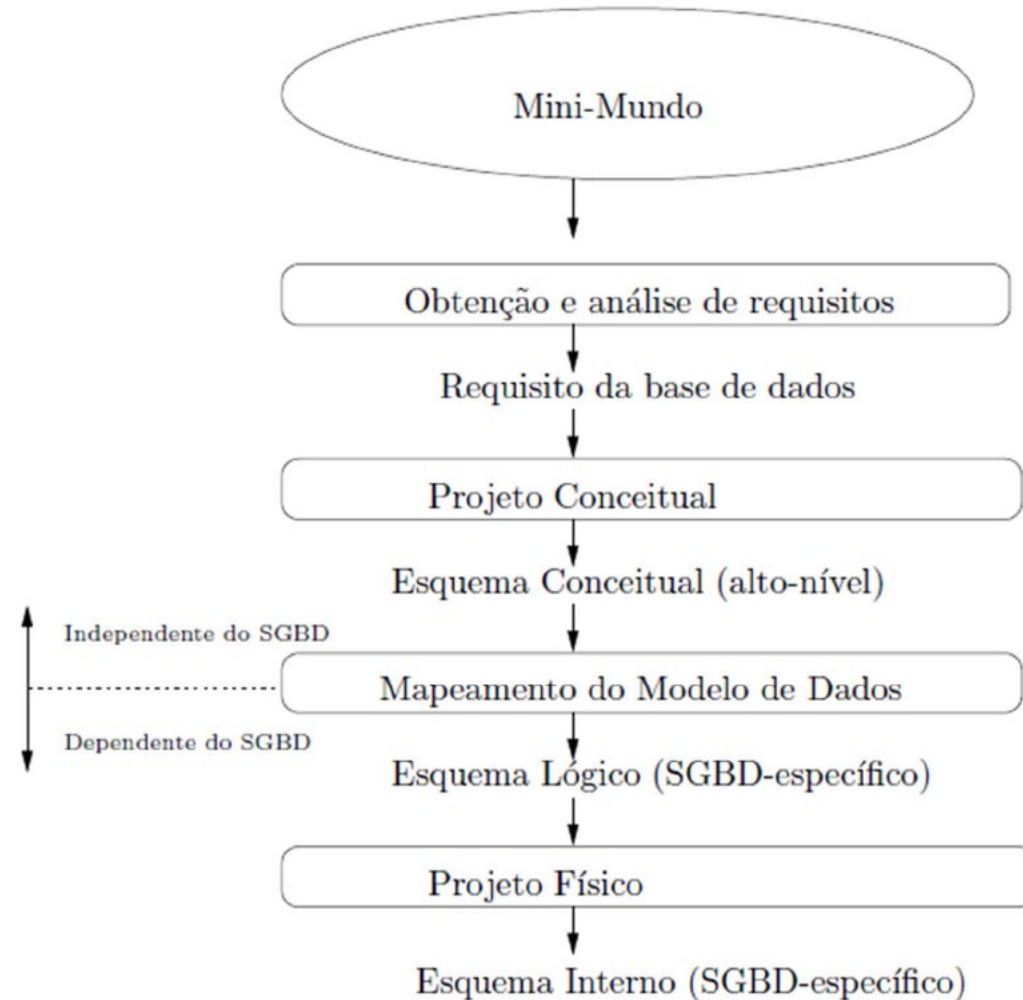 Mini-Mundo
Obtenção e análise de requisitos
Requisito da base de dados
Projeto Conceitual
Esquema Conceitual (alto-nível)
Independente do SGBD
Mapeamento do Modelo de Dados
Dependente do SGBD
Esquema Lógico (SGBD-específico)
Projeto Físico
Esquema Interno (SGBD-específico)